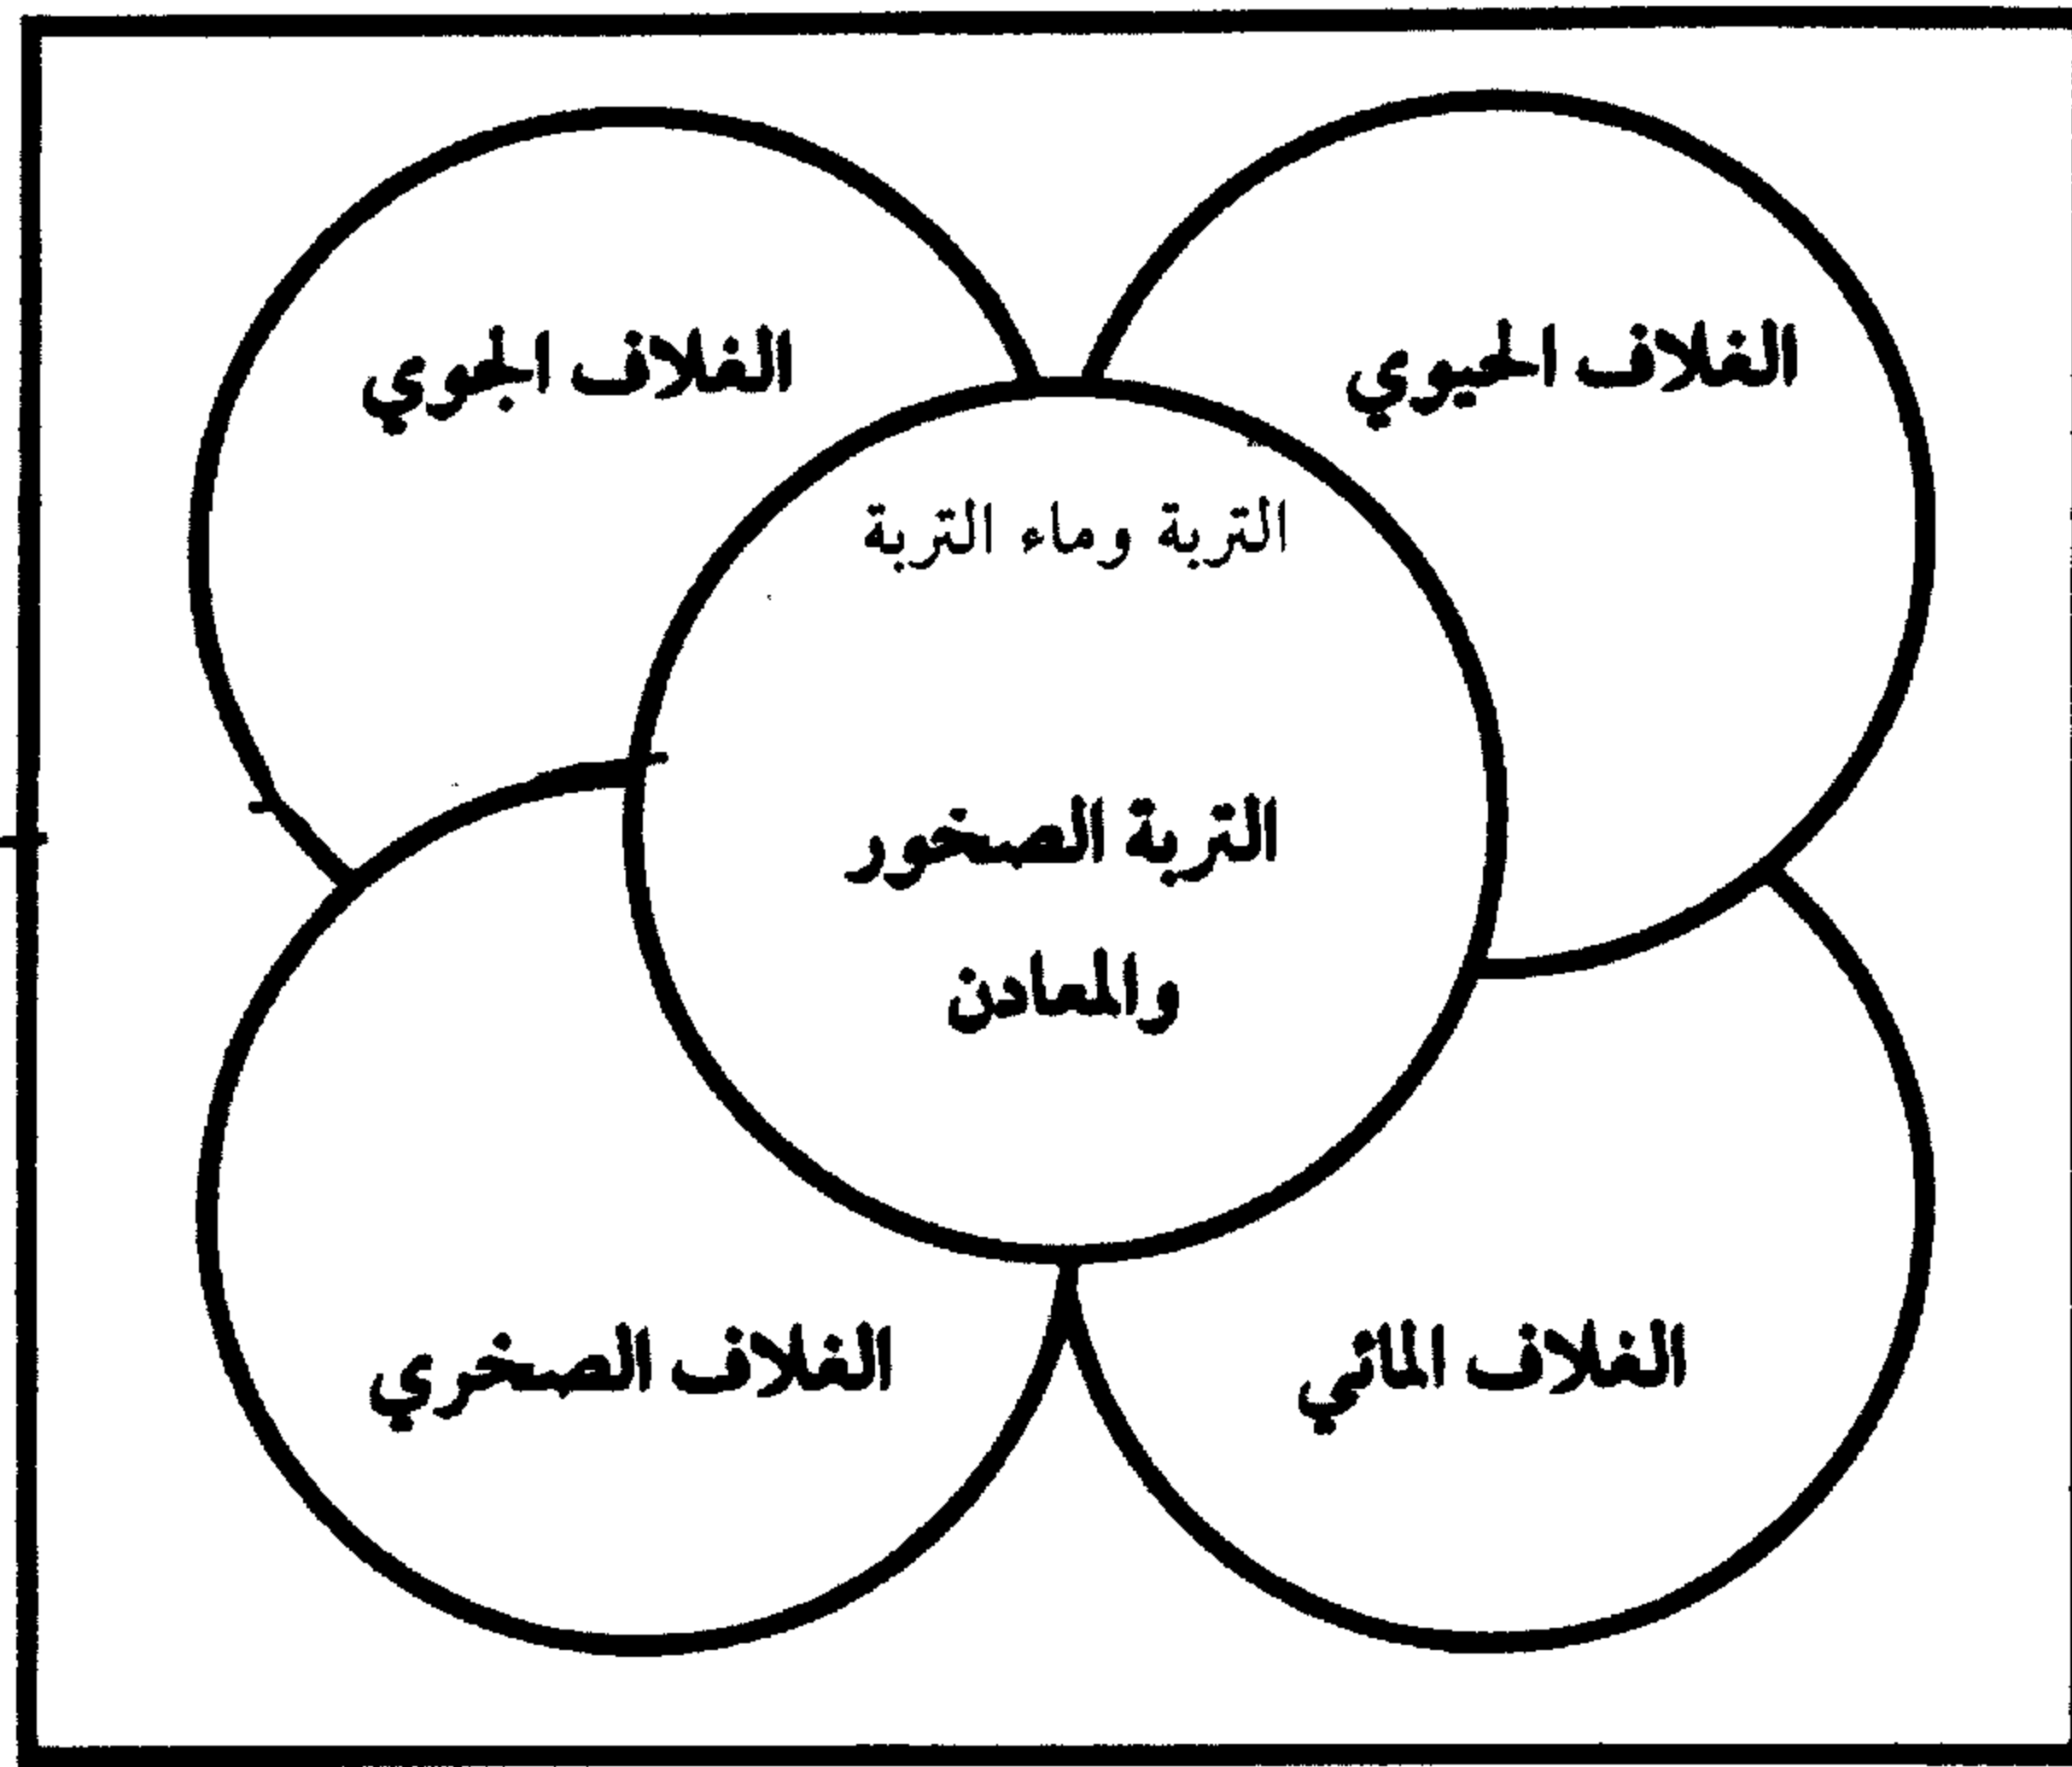 الغلاف الحيوي
الغلاف الجوي
التربة وماء التربة
التربة الصخور
والمعادن
الغلاف المائي
الغلاف الصخري